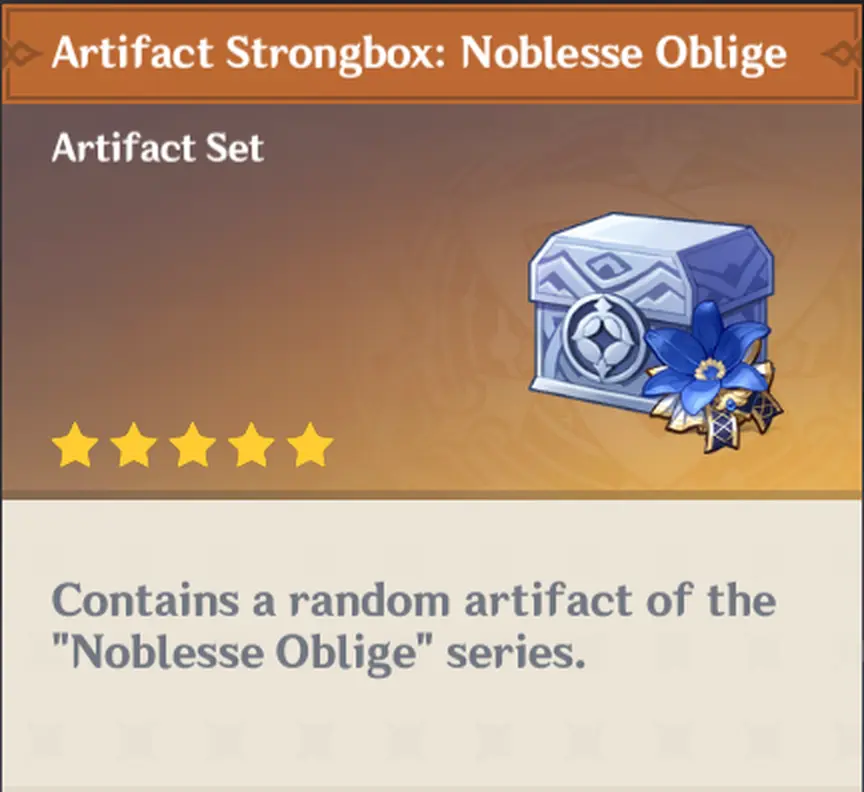 Artifact Strongbox: Noblesse Oblige
Artifact Set
Contains a random artifact of the
"Noblesse Oblige" series.